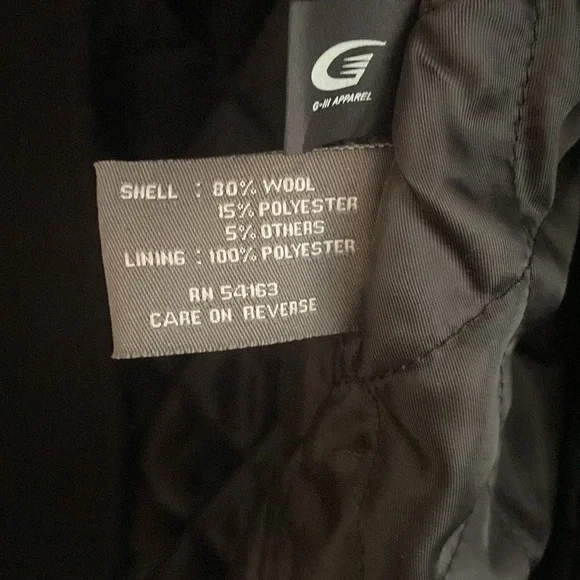 G-III APPAREL
SHELL : 80% WOOL
15% POLYESTER
5% OTHERS
LINING : 100% POLYESTER
RN 54163
CARE ON REVERSE